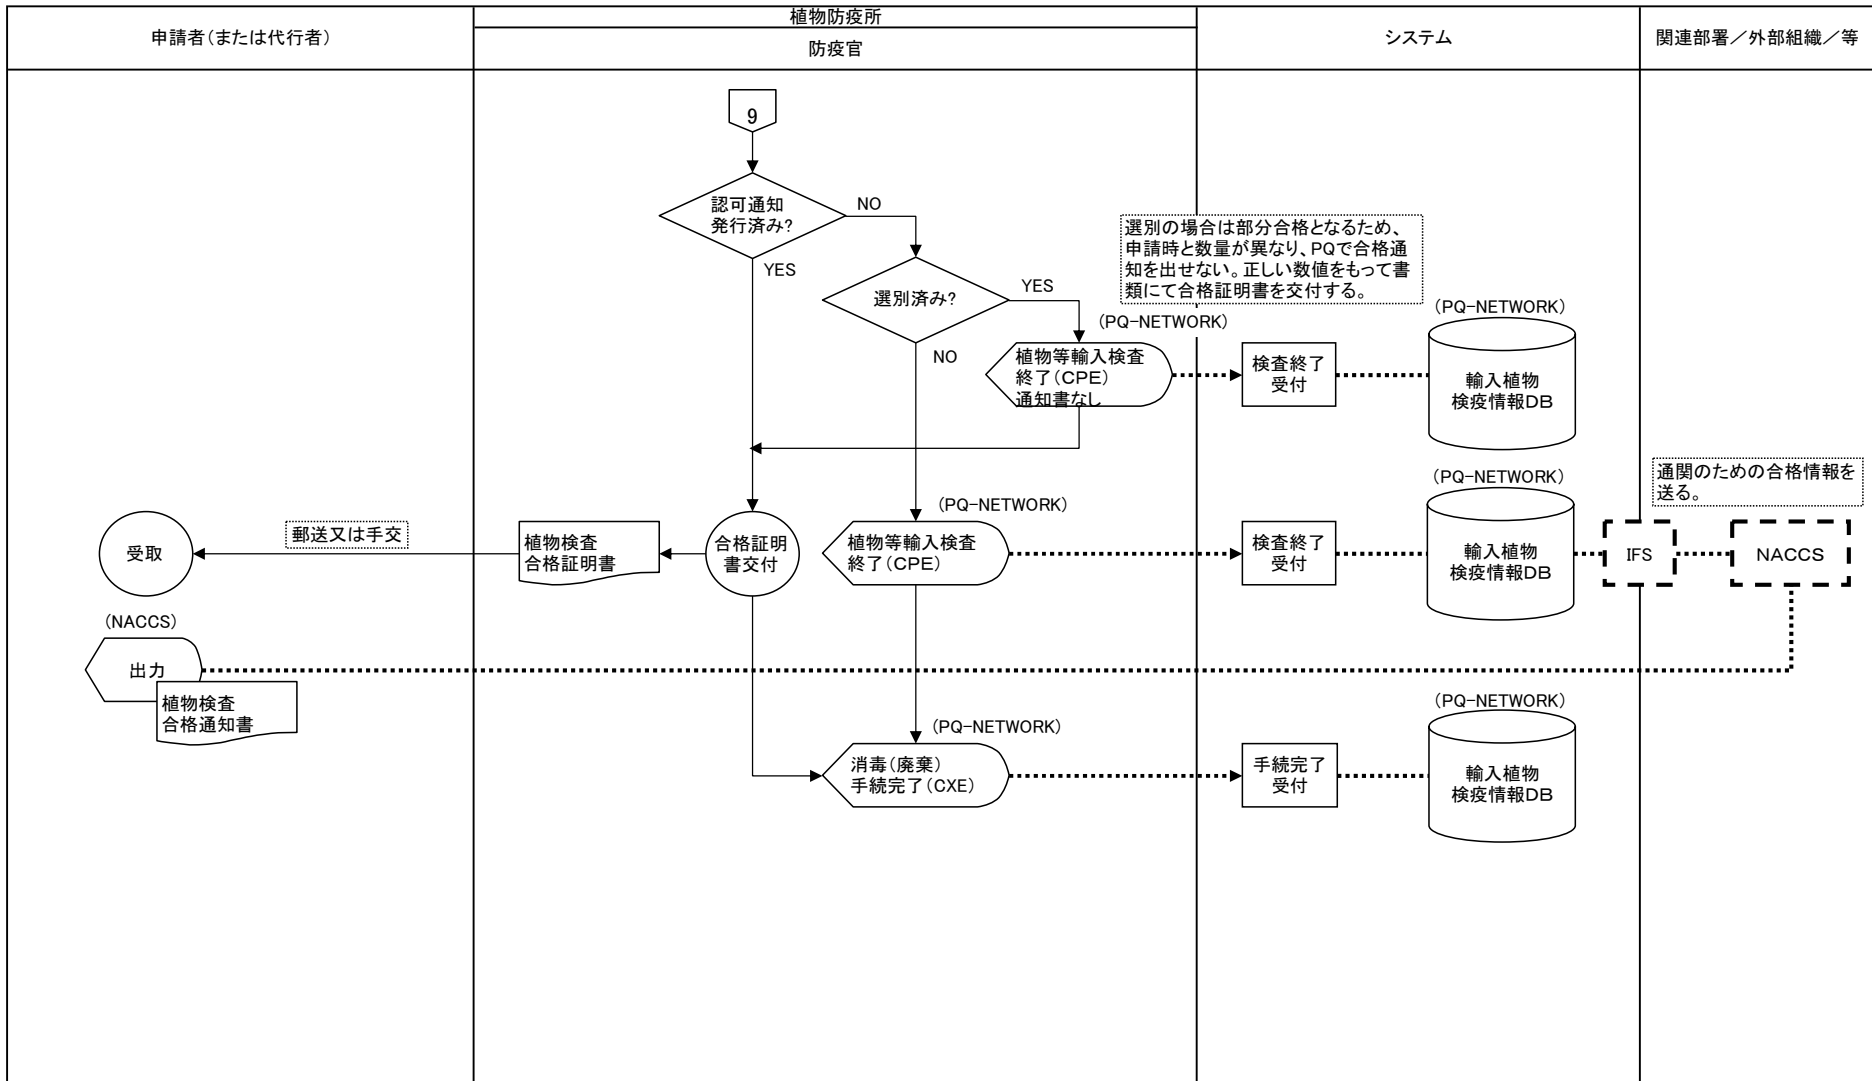 申請者(または代行者)
植物防疫所
防疫官
システム
関連部署／外部組織／等
9
認可通知
発行済み?
NO
YES
選別済み?
YES
NO
選別の場合は部分合格となるため、
申請時と数量が異なり、PQで合格通
知を出せない。正しい数値をもって書
類にて合格証明書を交付する。
(PQ-NETWORK)
植物等輸入検査
終了(CPE)
通知書なし
検査終了
受付
(PQ-NETWORK)
輸入植物
検疫情報DB
受取
郵送又は手交
植物検査
合格証明書
合格証明
書交付
(PQ-NETWORK)
植物等輸入検査
終了(CPE)
検査終了
受付
(PQ-NETWORK)
輸入植物
検疫情報DB
IFS
通関のための合格情報を
送る。
NACCS
(NACCS)
出力
植物検査
合格通知書
(PQ-NETWORK)
消毒(廃棄)
手続完了(CXE)
手続完了
受付
(PQ-NETWORK)
輸入植物
検疫情報DB